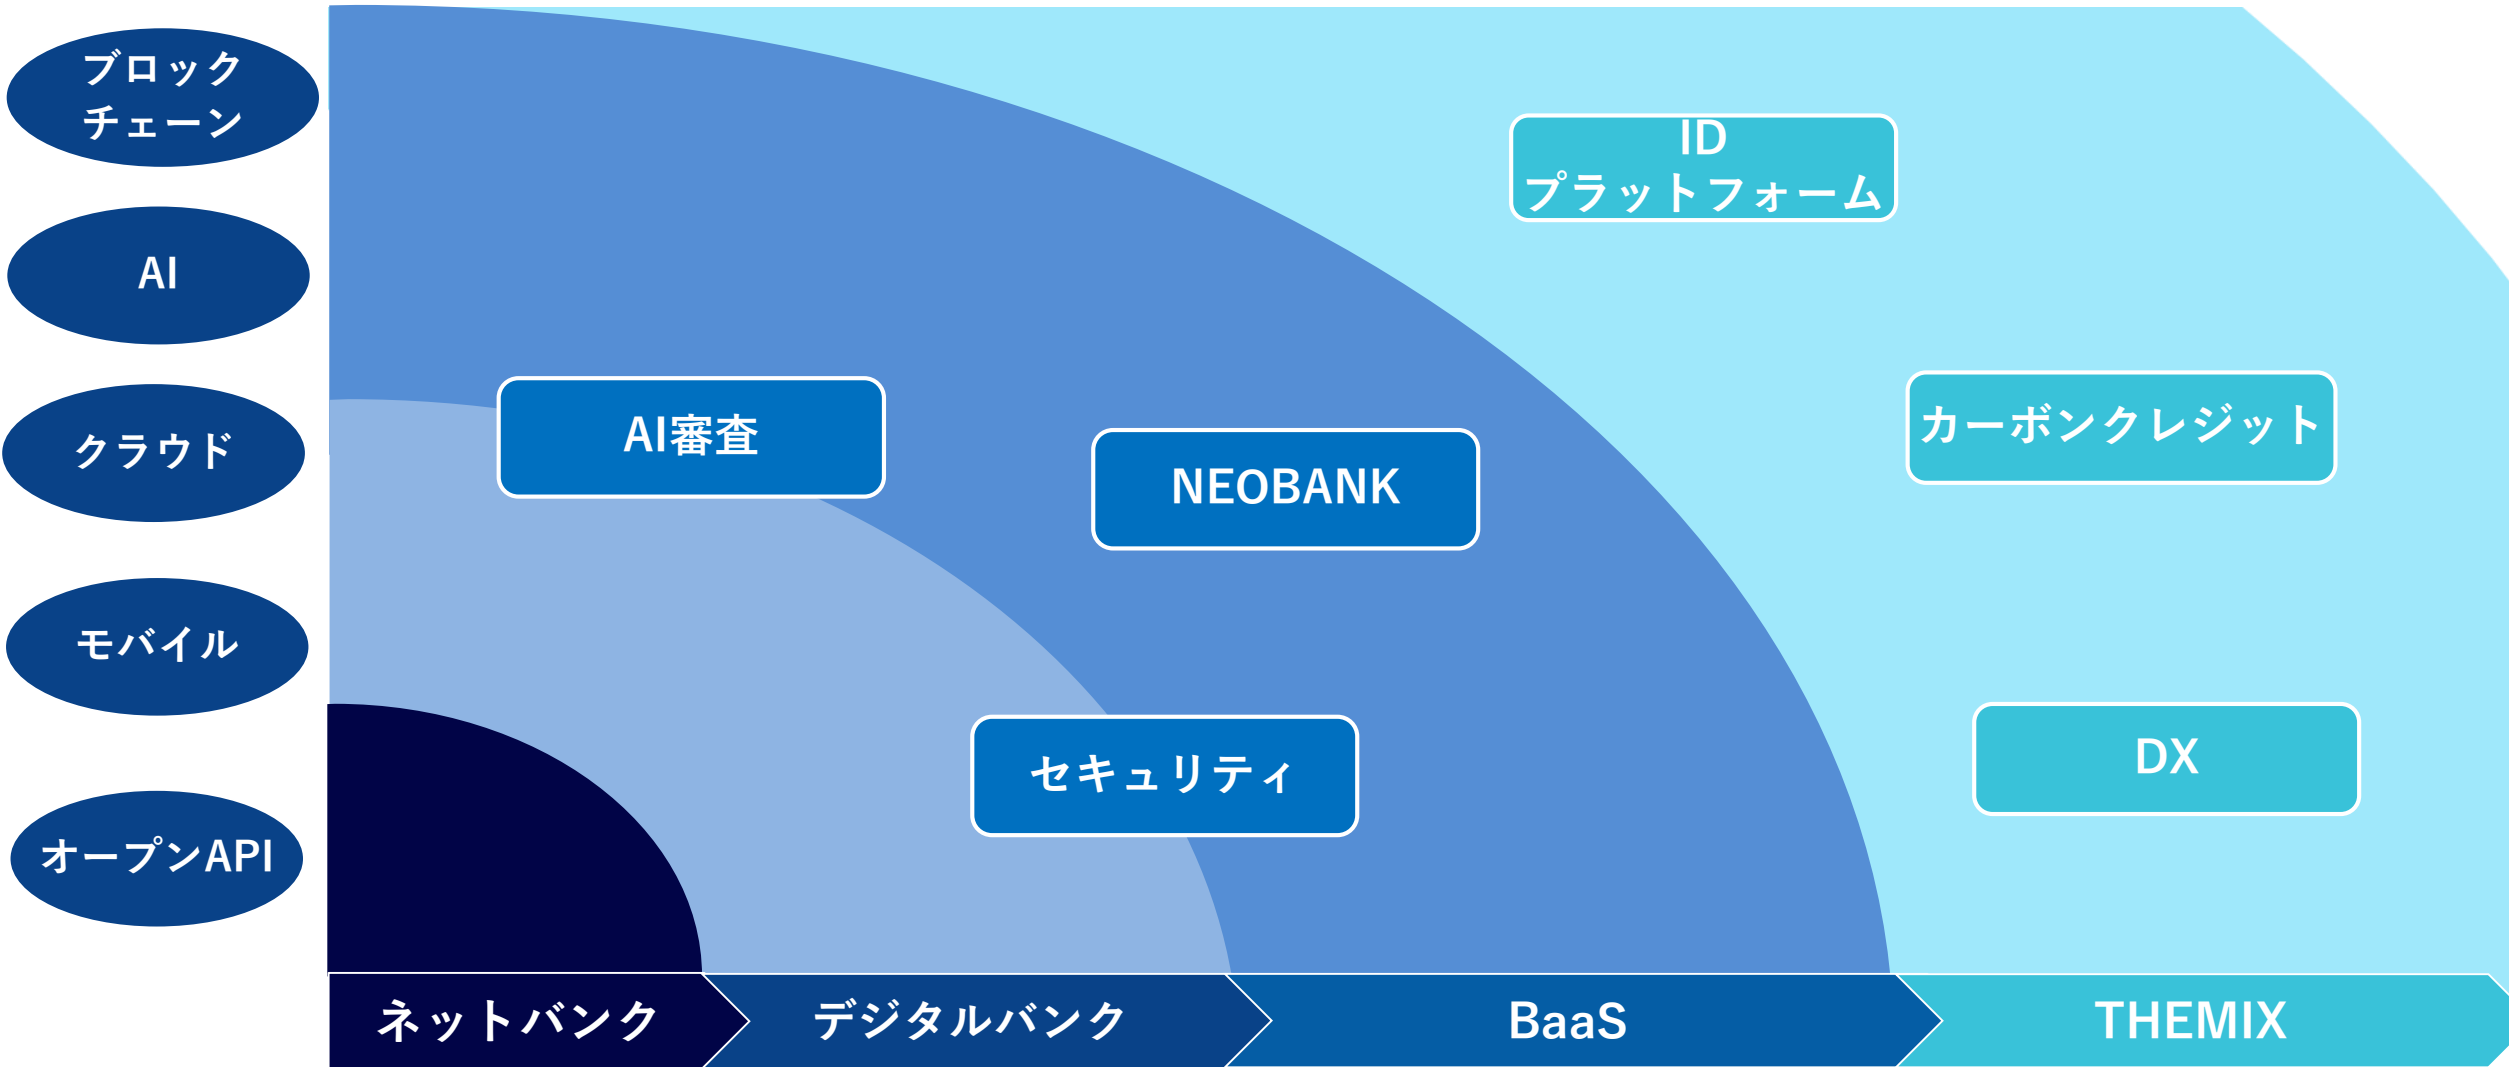 ブロック
チェーン
AI
クラウド
モバイル
オープンAPI
ID
プラットフォーム
AI審査
NEOBANK
カーボンクレジット
セキュリティ
DX
ネットバンク
デジタルバンク
BaaS
THEMIX